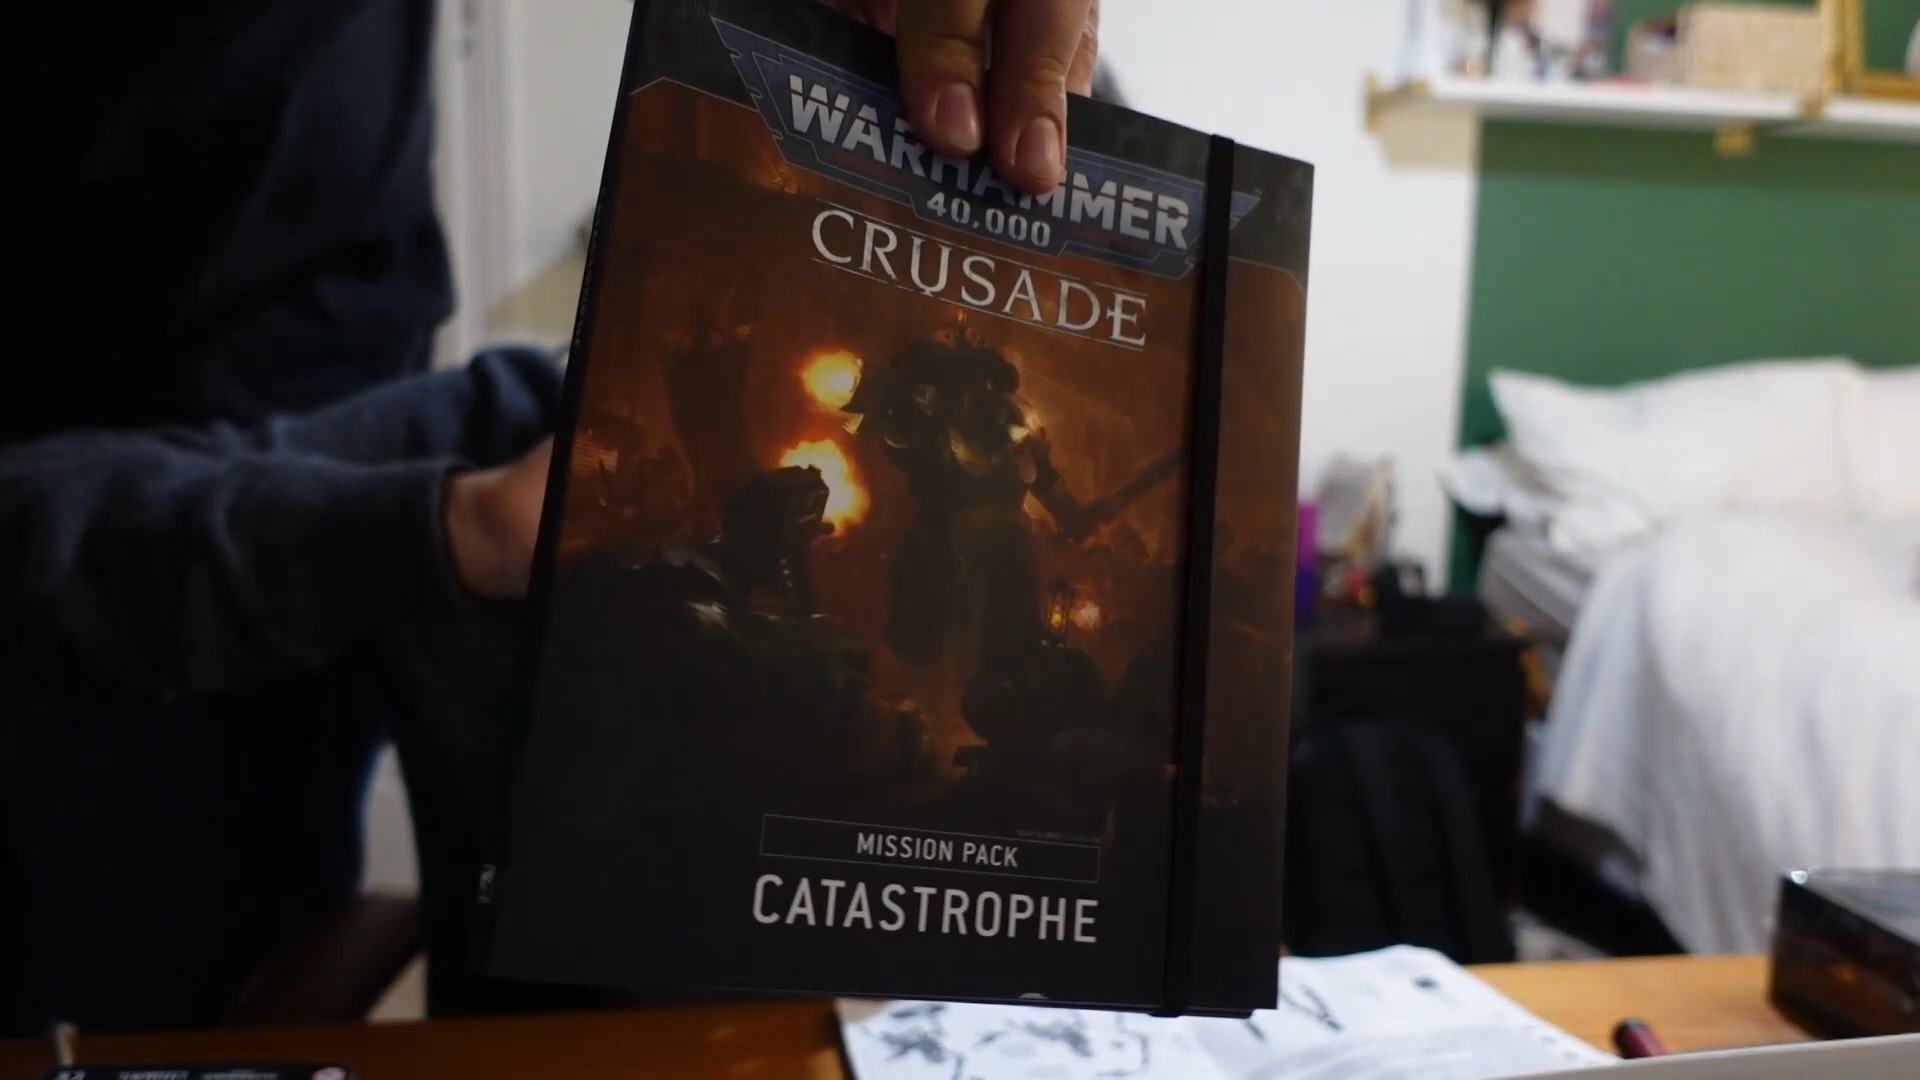 WARHAMMER
40,000
CRUSADE
MISSION PACK
CATASTROPHE